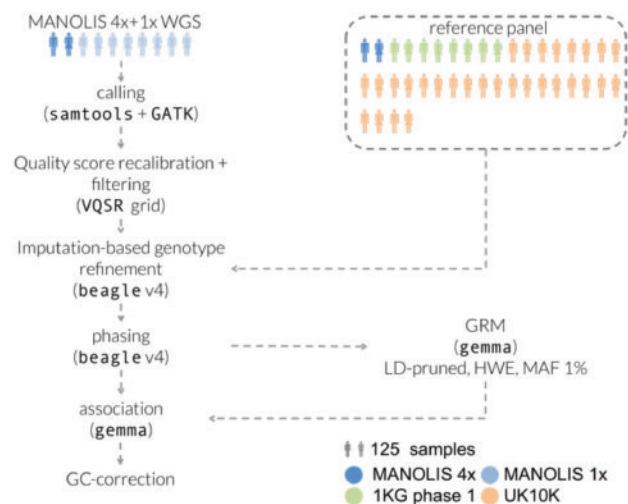 MANOLIS 4x+1x WGS
calling
(samtools + GATK)
Quality score recalibration +
filtering
(VQSR grid)
Imputation-based genotype
refinement
(beagle v4)
phasing
(beagle v4)
association
(gemma)
GC-correction
reference panel
GRM
(gemma)
LD-pruned, HWE, MAF 1%
125 samples
MANOLIS 4x MANOLIS 1x
1KG phase 1 UK10K